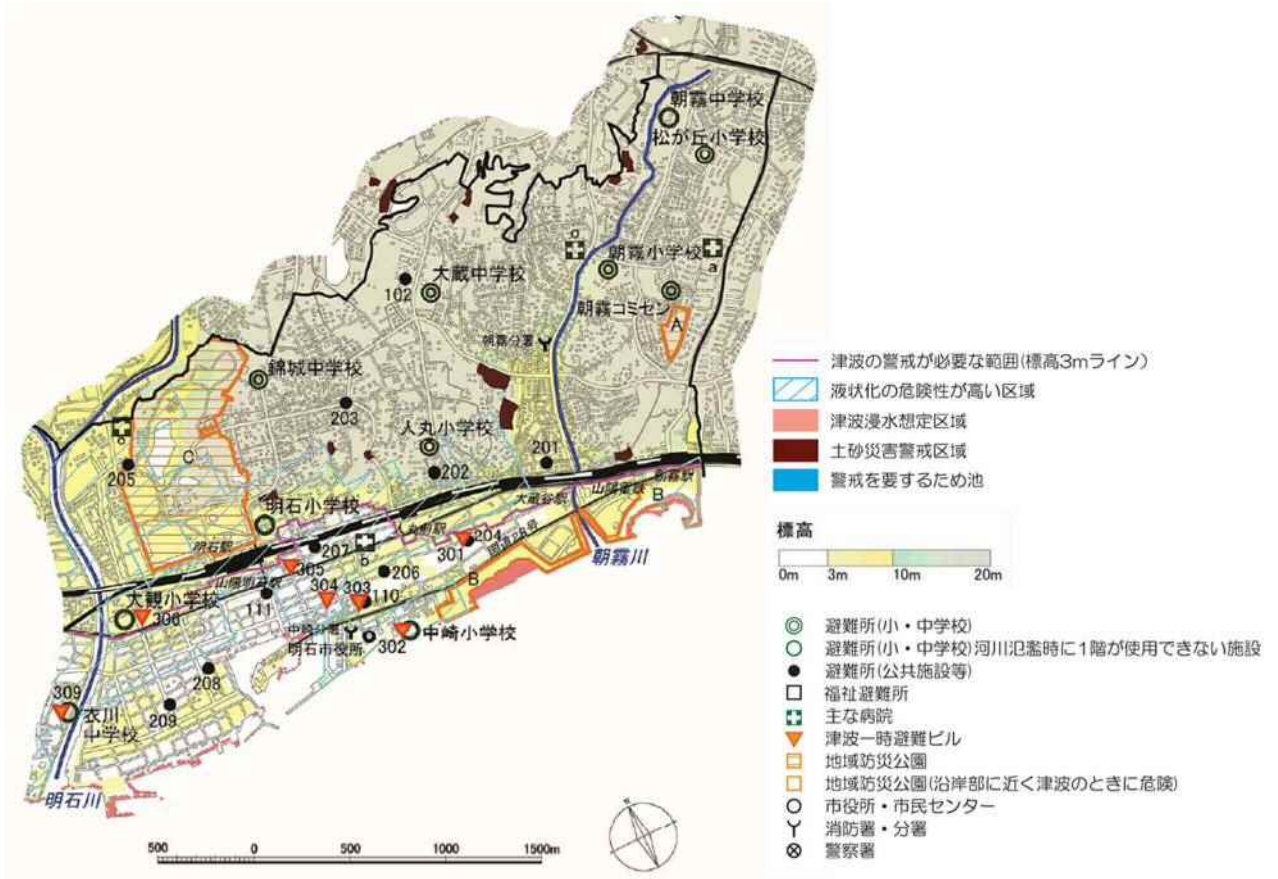 朝霧中学校
松が丘小学校
d
朝霧小学校
a
大蔵中学校
102
朝霧コミセン
A
朝霧分署
錦城中学校
203
人丸小学校
201
202
205
C
明石小学校
大蔵谷駅
山陽電鉄
朝霧駅
B
明石駅
人丸前駅
204
207
b
301
国道28号
朝霧川
305
山陽明石駅
206
B
304
303
110
111
大観小学校
306
中崎分署
明石市役所
302
中崎小学校
208
309
衣川
中学校
209
明石川
500
0
500
1000
1500m
津波の警戒が必要な範囲(標高3mライン)
液状化の危険性が高い区域
津波浸水想定区域
土砂災害警戒区域
警戒を要するため池
標高
0m
3m
10m
20m
避難所(小・中学校)
避難所(小・中学校)河川氾濫時に1階が使用できない施設
避難所(公共施設等)
福祉避難所
主な病院
津波一時避難ビル
地域防災公園
地域防災公園(沿岸部に近く津波のときに危険)
市役所・市民センター
消防署・分署
警察署